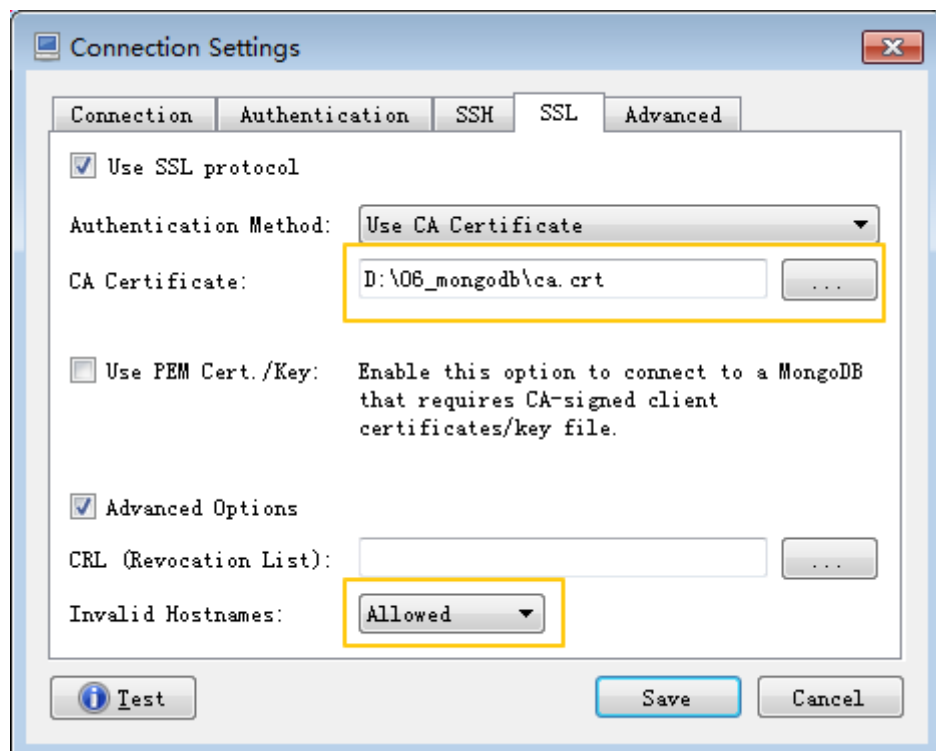 Connection Settings
Connection Authentication SSH SSL Advanced
Use SSL protocol
Authentication Method: Use CA Certificate
CA Certificate: D:\06_mongodb\ca.crt ...
Use PEM Cert./Key: Enable this option to connect to a MongoDB
that requires CA-signed client
certificates/key file.
Advanced Options
CRL (Revocation List): ...
Invalid Hostnames: Allowed
Test Save Cancel